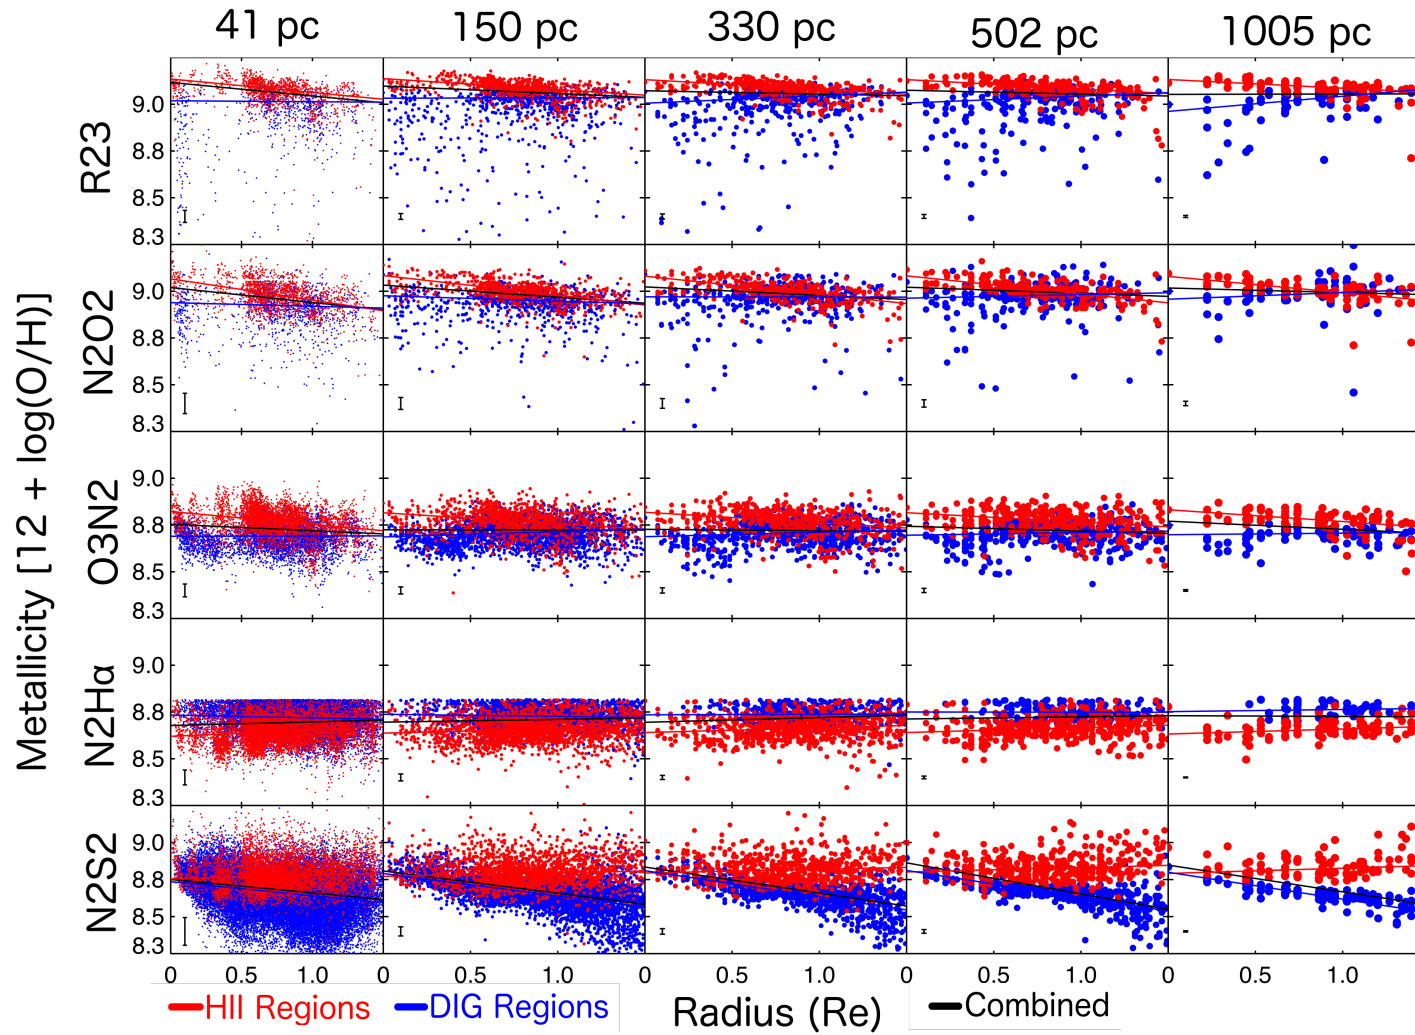 41 pc 150 pc 330 pc 502 pc 1005 pc
Metallicity [12 + log(O/H)]
R23
9.0
8.8
8.5
8.3
N2O2
9.0
8.8
8.5
8.3
O3N2
9.0
8.8
8.5
8.3
N2Hα
9.0
8.8
8.5
8.3
N2S2
9.0
8.8
8.5
8.3
0 0.5 1.0 0 0.5 1.0 0 0.5 1.0 0 0.5 1.0 0 0.5 1.0
HII Regions DIG Regions Radius (Re) Combined